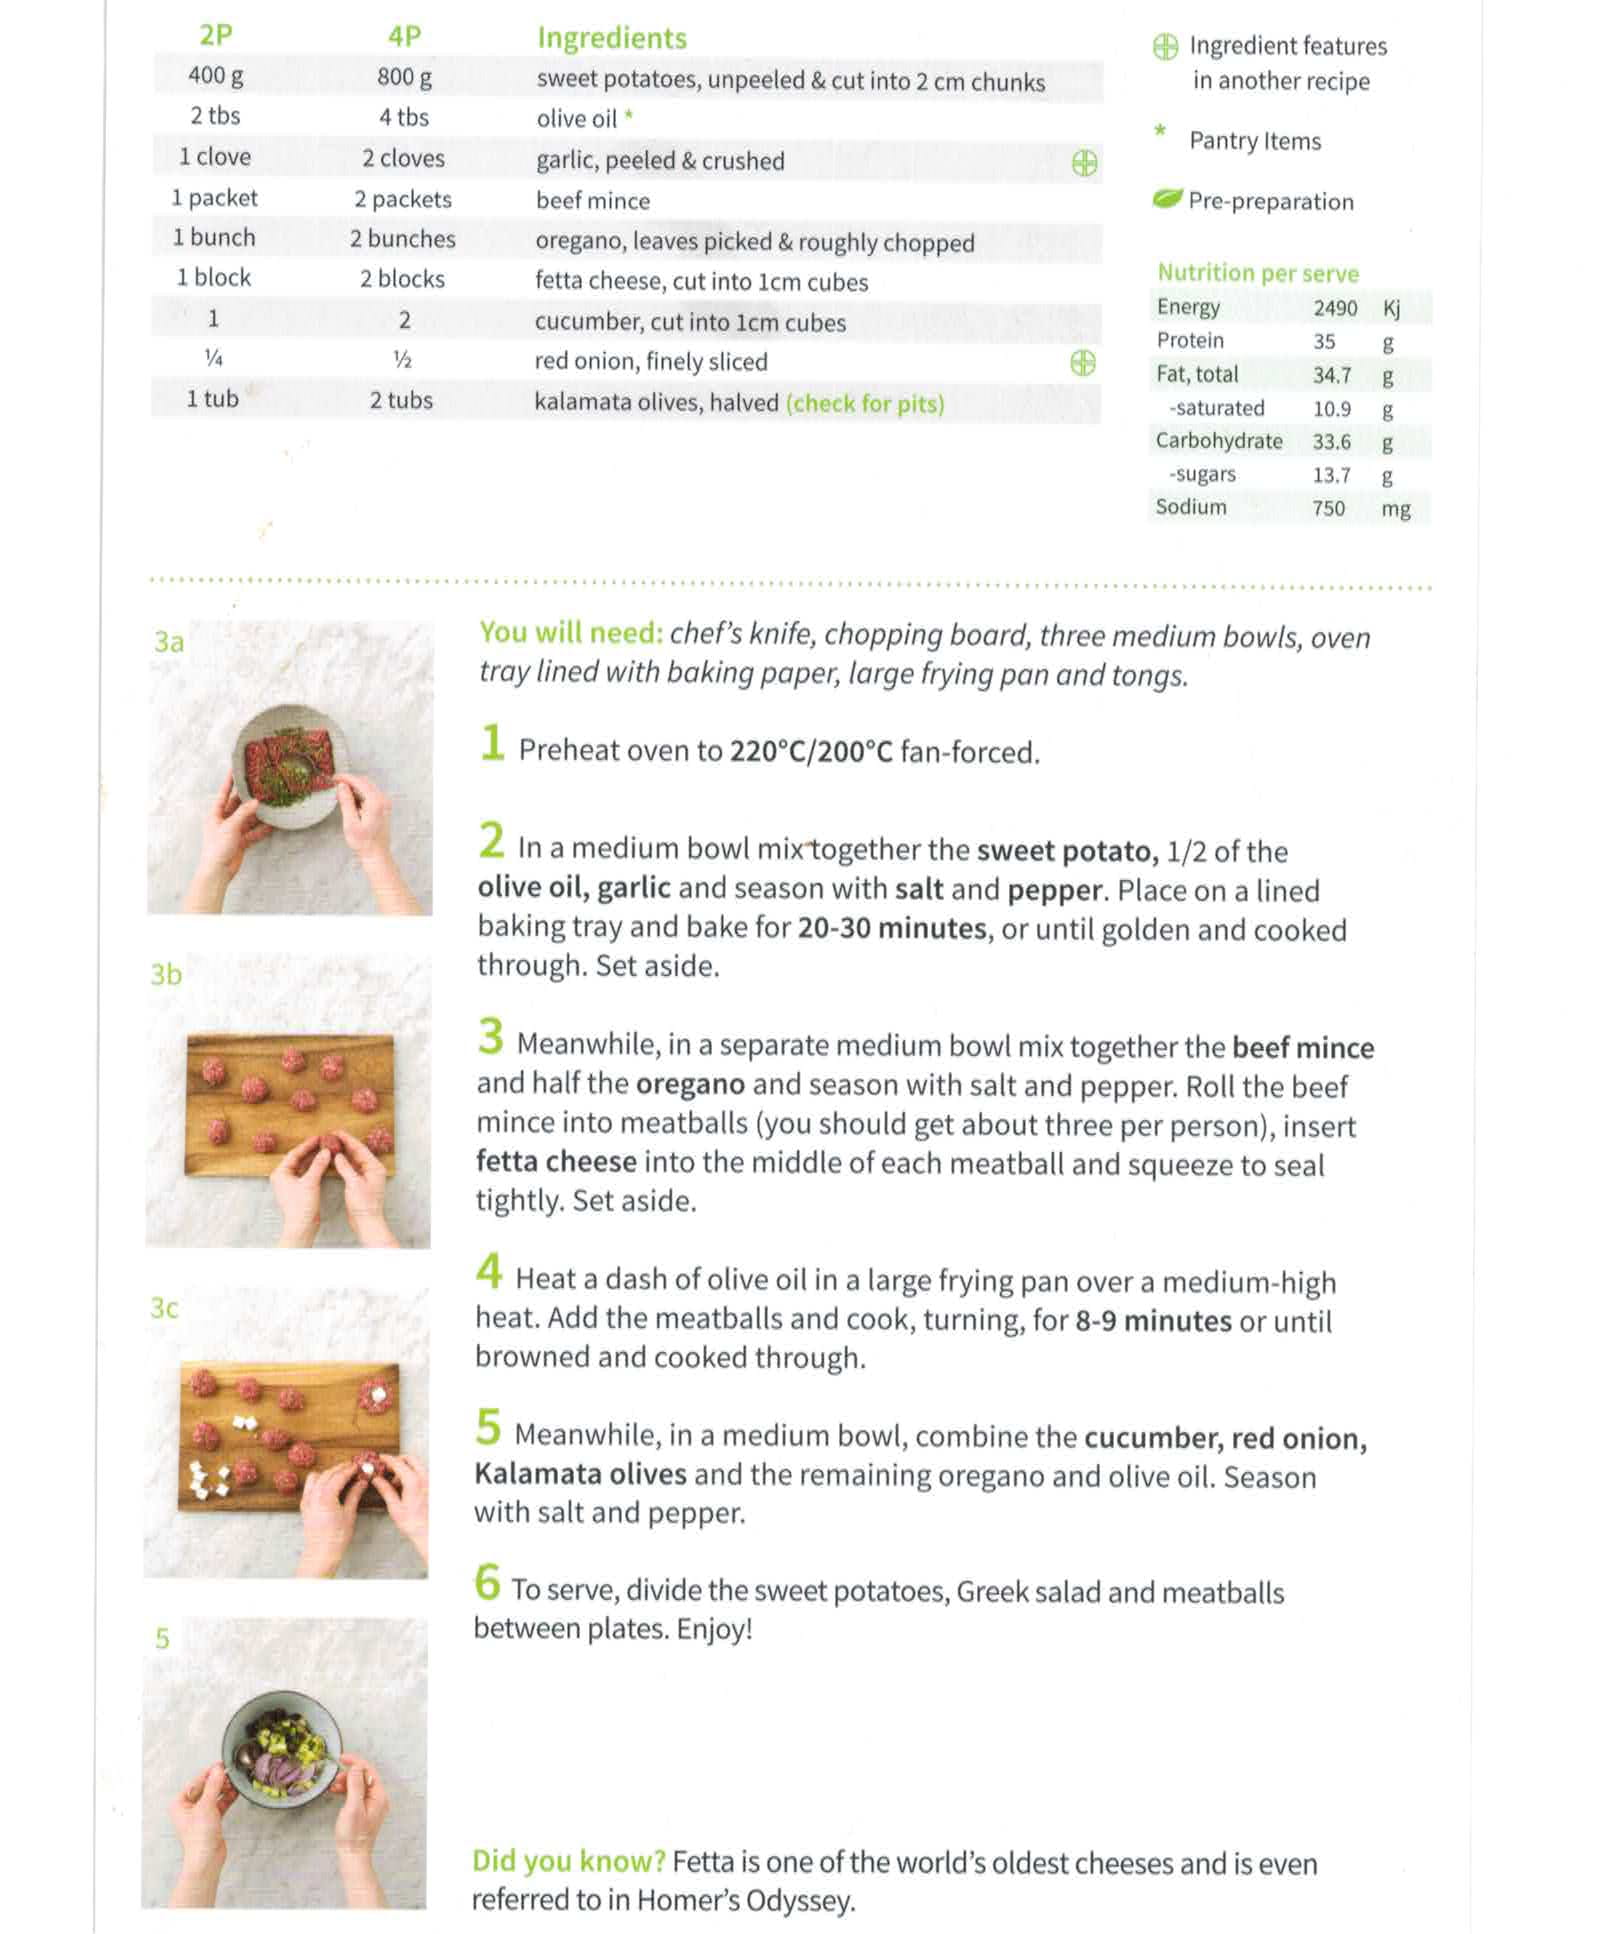 2P 4P Ingredients
400 g 800 g sweet potatoes, unpeeled & cut into 2 cm chunks
2 tbs 4 tbs olive oil *
1 clove 2 cloves garlic, peeled & crushed
1 packet 2 packets beef mince
1 bunch 2 bunches oregano, leaves picked & roughly chopped
1 block 2 blocks fetta cheese, cut into 1cm cubes
1 2 cucumber, cut into 1cm cubes
¼ ½ red onion, finely sliced
1 tub 2 tubs kalamata olives, halved (check for pits)
Ingredient features
in another recipe
* Pantry Items
Pre-preparation
Nutrition per serve
Energy 2490 Kj
Protein 35 g
Fat, total 34.7 g
-saturated 10.9 g
Carbohydrate 33.6 g
-sugars 13.7 g
Sodium 750 mg
3a
3b
3c
5
You will need: chef's knife, chopping board, three medium bowls, oven
tray lined with baking paper, large frying pan and tongs.
1 Preheat oven to 220°C/200°C fan-forced.
2 In a medium bowl mix together the sweet potato, 1/2 of the
olive oil, garlic and season with salt and pepper. Place on a lined
baking tray and bake for 20-30 minutes, or until golden and cooked
through. Set aside.
3 Meanwhile, in a separate medium bowl mix together the beef mince
and half the oregano and season with salt and pepper. Roll the beef
mince into meatballs (you should get about three per person), insert
fetta cheese into the middle of each meatball and squeeze to seal
tightly. Set aside.
4 Heat a dash of olive oil in a large frying pan over a medium-high
heat. Add the meatballs and cook, turning, for 8-9 minutes or until
browned and cooked through.
5 Meanwhile, in a medium bowl, combine the cucumber, red onion,
Kalamata olives and the remaining oregano and olive oil. Season
with salt and pepper.
6 To serve, divide the sweet potatoes, Greek salad and meatballs
between plates. Enjoy!
Did you know? Fetta is one of the world's oldest cheeses and is even
referred to in Homer's Odyssey.